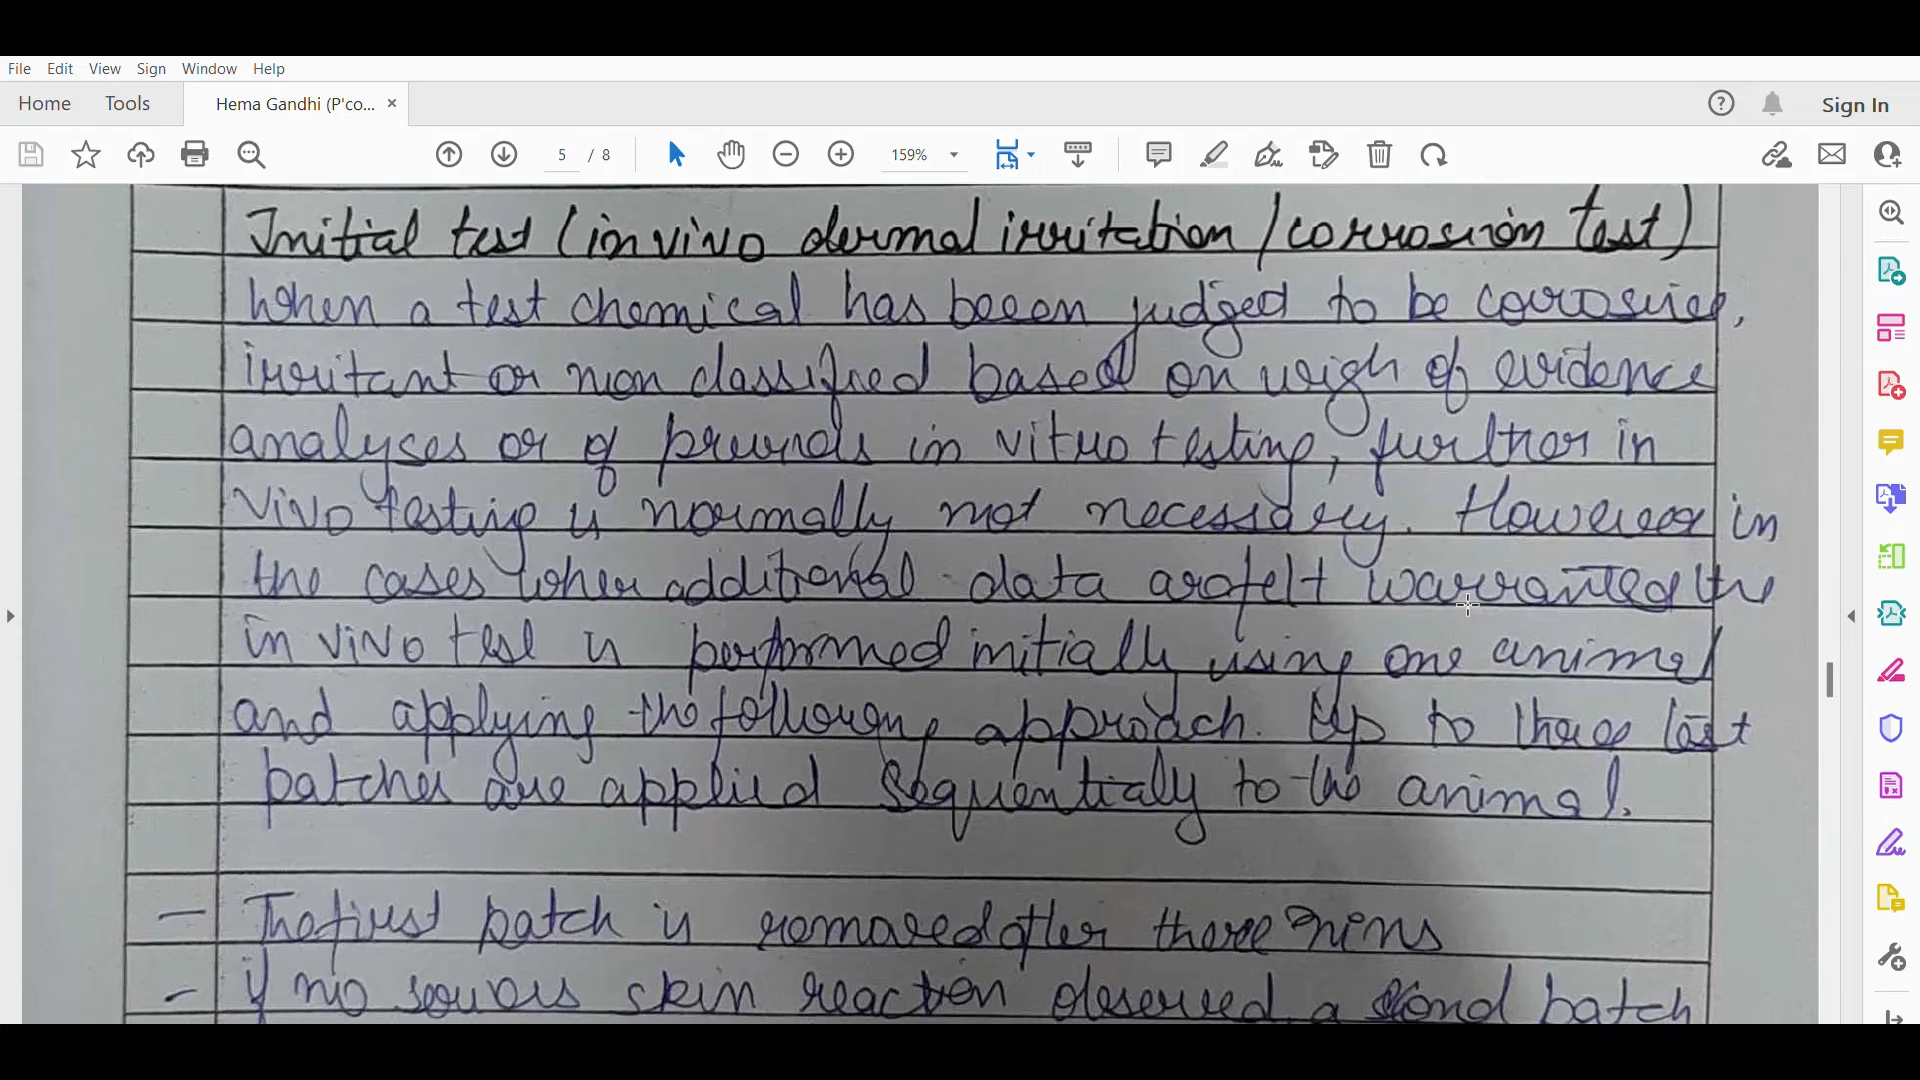 File Edit View Sign Window Help
Home Tools Hema Gandhi (P'co... × Sign In
5 / 8 159%
Initial test (in vivo dermal irritation / corrosion test)
When a test chemical has beeen judged to be corrosive,
irritant or non classified based on weigh of evidence
analyses or of previous in vitro testing, further in
vivo testing is normally not necessary. However in
the cases when additional data are felt warranted the
in vivo test is performed initially using one animal
and applying the following approach. Up to three test
patches are applied sequentialy to the animal.
- The first patch is removed after three mins
- if no serious skin reaction observed a second patch